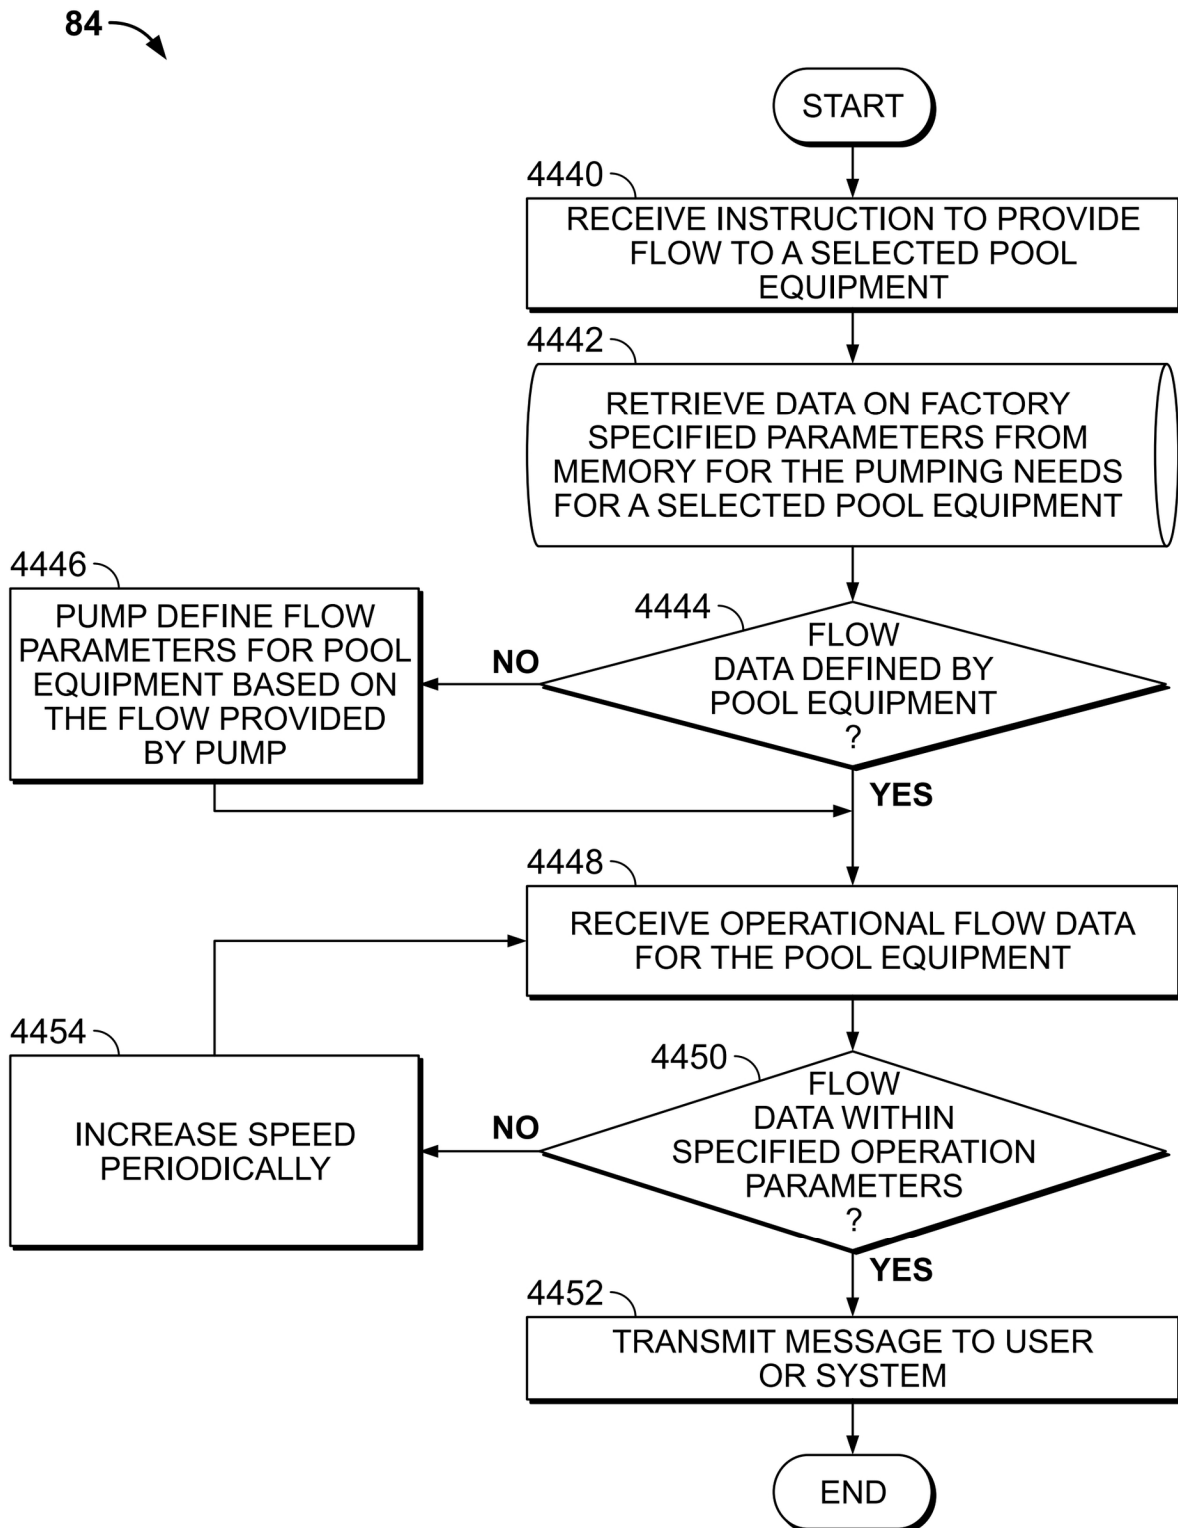 84
START
4440
RECEIVE INSTRUCTION TO PROVIDE
FLOW TO A SELECTED POOL
EQUIPMENT
4442
RETRIEVE DATA ON FACTORY
SPECIFIED PARAMETERS FROM
MEMORY FOR THE PUMPING NEEDS
FOR A SELECTED POOL EQUIPMENT
4444
FLOW
DATA DEFINED BY
POOL EQUIPMENT
?
NO
YES
4446
PUMP DEFINE FLOW
PARAMETERS FOR POOL
EQUIPMENT BASED ON
THE FLOW PROVIDED
BY PUMP
4448
RECEIVE OPERATIONAL FLOW DATA
FOR THE POOL EQUIPMENT
4450
FLOW
DATA WITHIN
SPECIFIED OPERATION
PARAMETERS
?
NO
YES
4454
INCREASE SPEED
PERIODICALLY
4452
TRANSMIT MESSAGE TO USER
OR SYSTEM
END